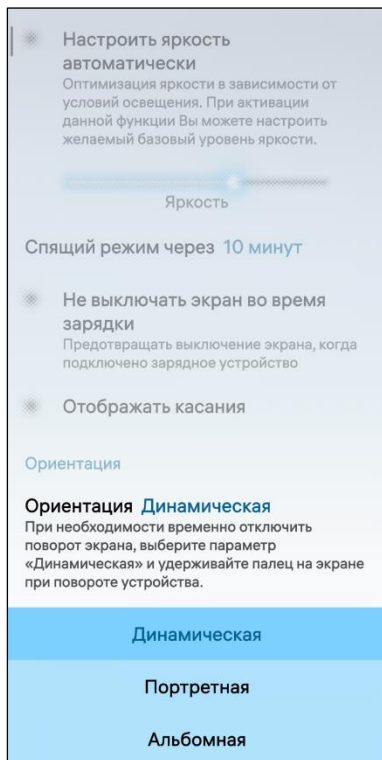 Настроить яркость
автоматически
Оптимизация яркости в зависимости от
условий освещения. При активации
данной функции Вы можете настроить
желаемый базовый уровень яркости.
Яркость
Спящий режим через 10 минут
Не выключать экран во время
зарядки
Предотвращать выключение экрана, когда
подключено зарядное устройство
Отображать касания
Ориентация
Ориентация Динамическая
При необходимости временно отключить
поворот экрана, выберите параметр
«Динамическая» и удерживайте палец на экране
при повороте устройства.
Динамическая
Портретная
Альбомная